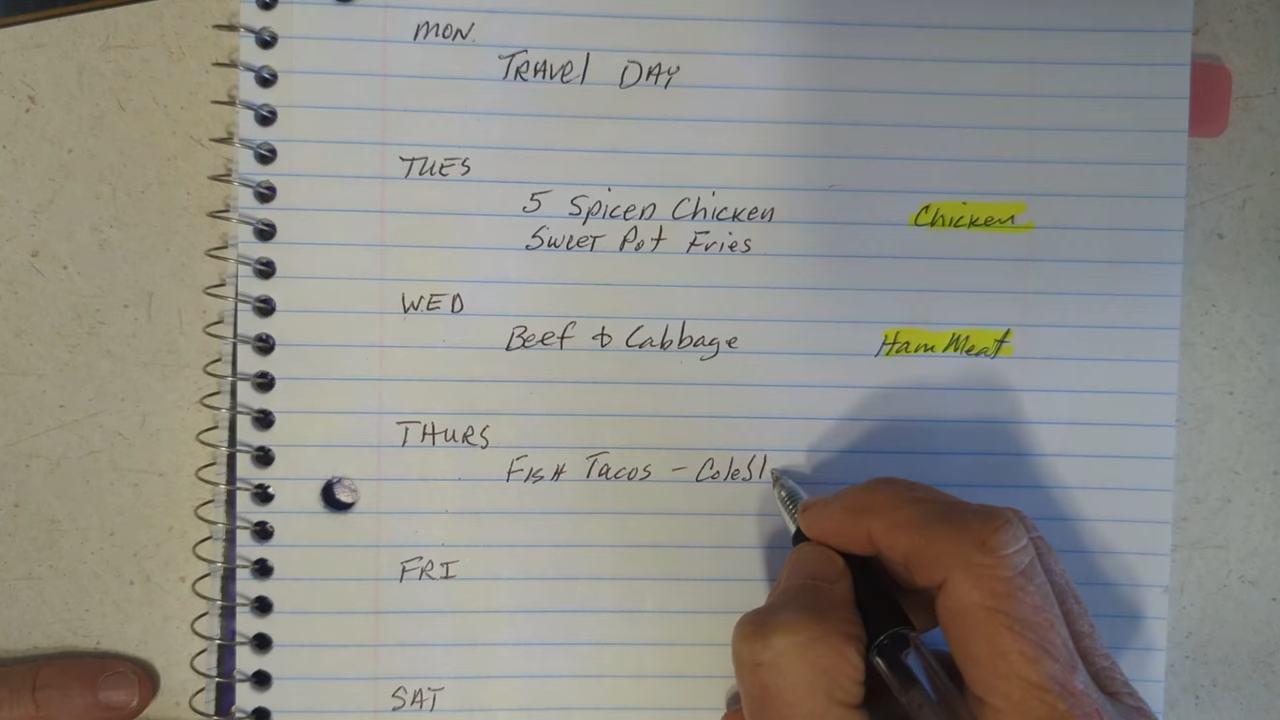 MON.
TRAVEL DAY
TUES
5 SPICED CHICKEN Chicken
SWEET POT FRIES
WED
Beef & Cabbage Ham Meat
THURS
FISH TACOS - ColeSl
FRI
SAT